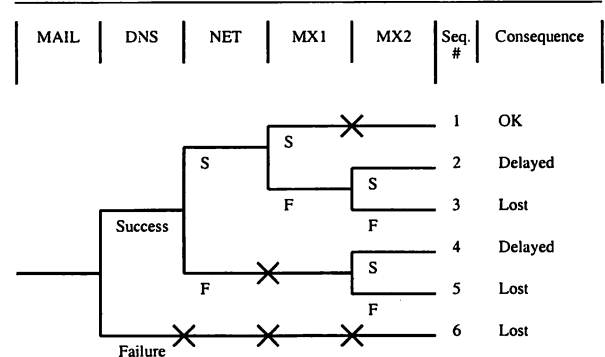 MAIL DNS NET MX1 MX2 Seq. # Consequence
1 OK
S
2 Delayed
S S
F 3 Lost
Success F
4 Delayed
S
F 5 Lost
F
6 Lost
Failure